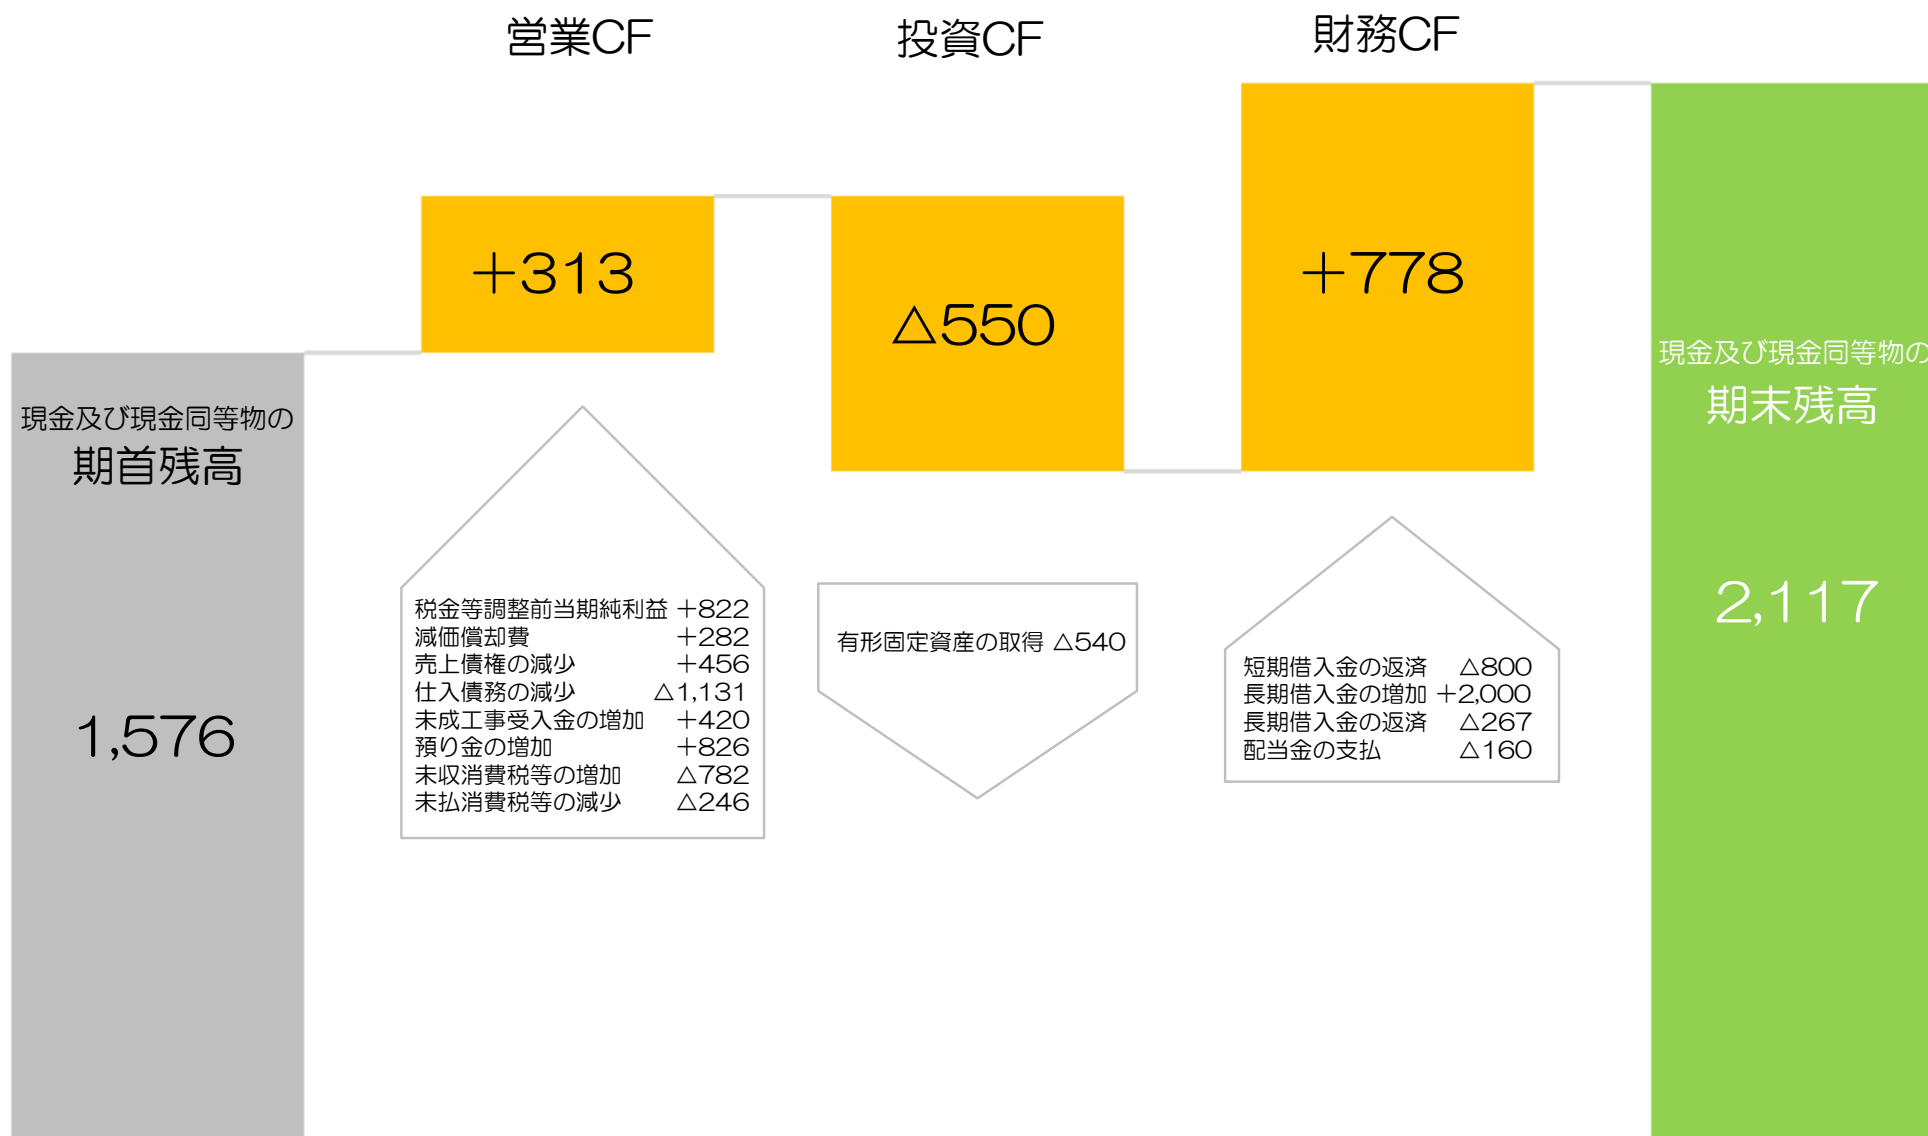 営業CF
投資CF
財務CF
+313
△550
+778
現金及び現金同等物の
期首残高
1,576
現金及び現金同等物の
期末残高
2,117
税金等調整前当期純利益 +822
減価償却費 +282
売上債権の減少 +456
仕入債務の減少 △1,131
未成工事受入金の増加 +420
預り金の増加 +826
未収消費税等の増加 △782
未払消費税等の減少 △246
有形固定資産の取得 △540
短期借入金の返済 △800
長期借入金の増加 +2,000
長期借入金の返済 △267
配当金の支払 △160